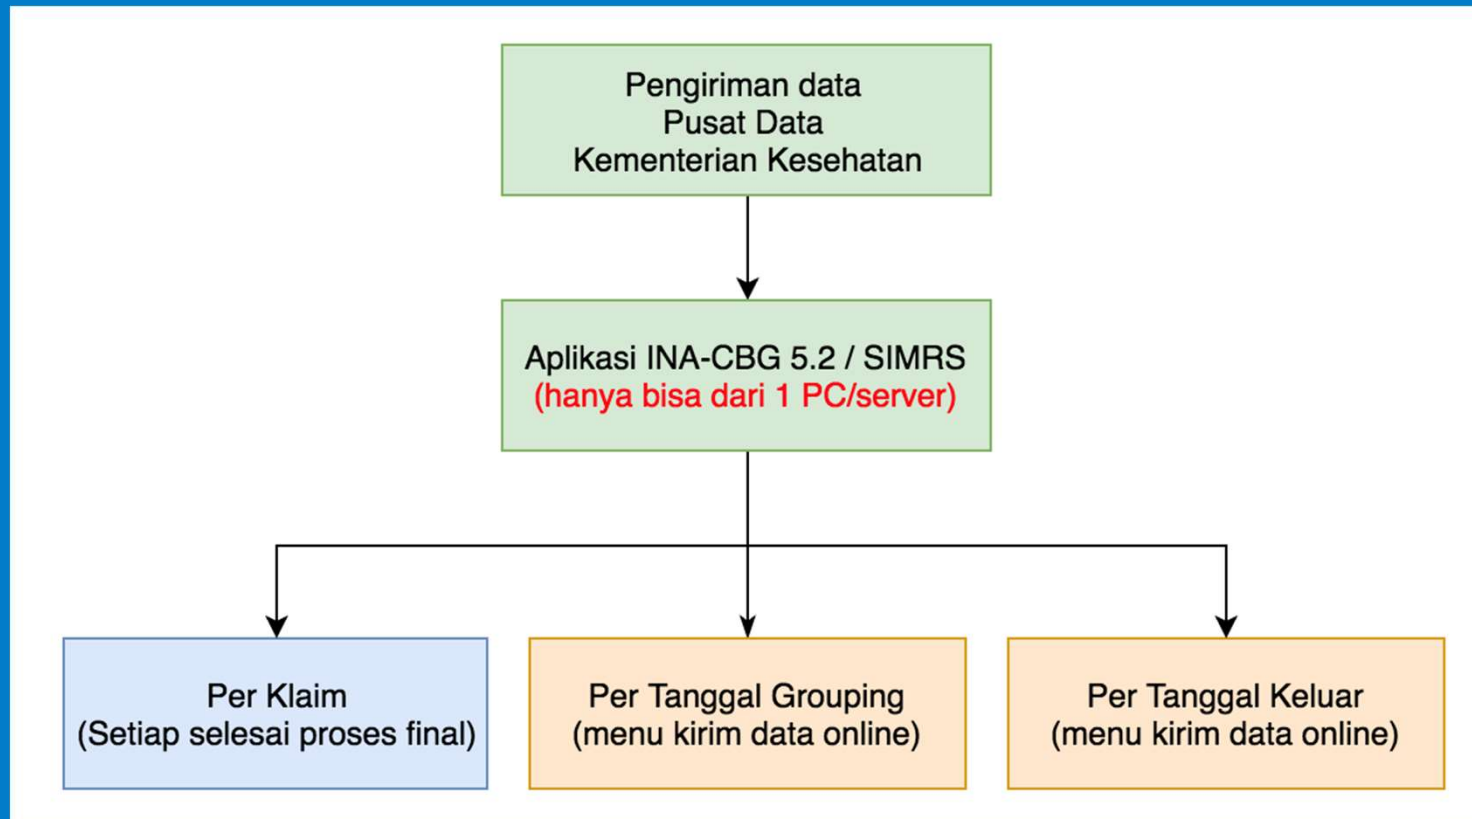 Pengiriman data
Pusat Data
Kementerian Kesehatan
Aplikasi INA-CBG 5.2 / SIMRS
(hanya bisa dari 1 PC/server)
Per Klaim
(Setiap selesai proses final)
Per Tanggal Grouping
(menu kirim data online)
Per Tanggal Keluar
(menu kirim data online)